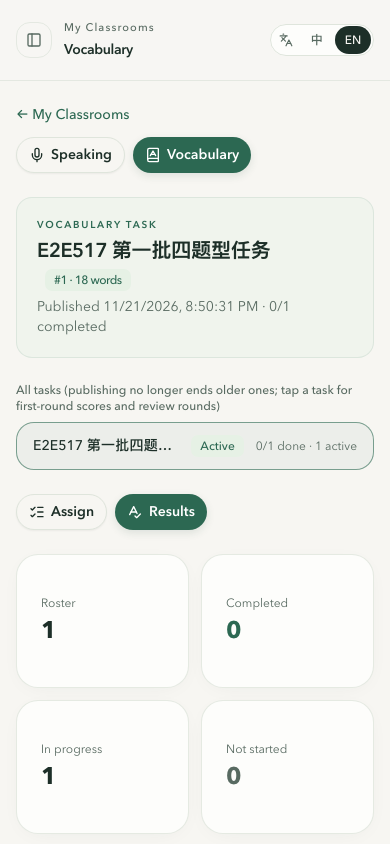 My Classrooms
Vocabulary
中
EN
← My Classrooms
Speaking
Vocabulary
VOCABULARY TASK
E2E517 第一批四题型任务
#1 · 18 words
Published 11/21/2026, 8:50:31 PM · 0/1
completed
All tasks (publishing no longer ends older ones; tap a task for
first-round scores and review rounds)
E2E517 第一批四题型... Active 0/1 done · 1 active
Assign
Results
Roster
1
Completed
0
In progress
1
Not started
0